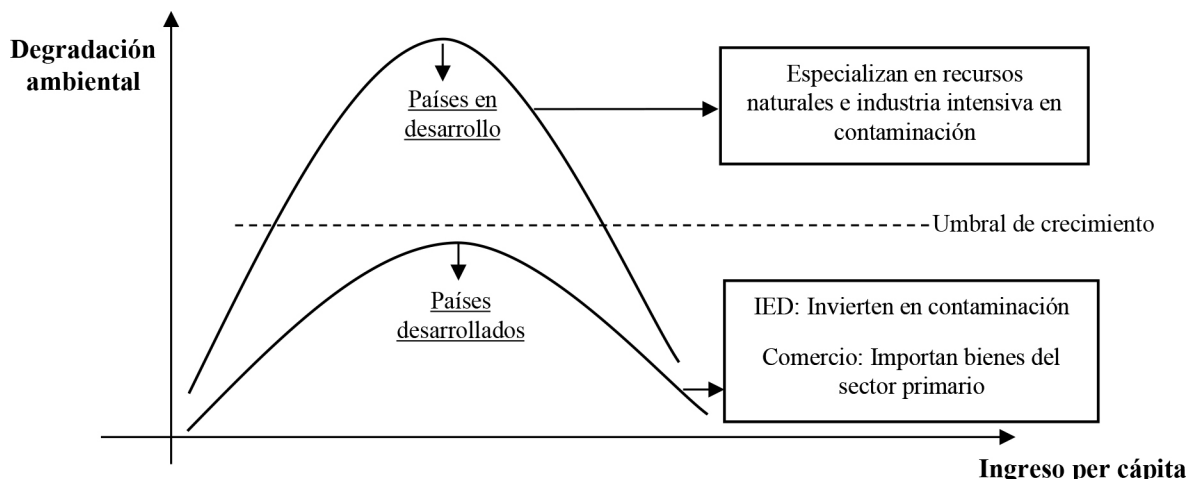 Degradación
ambiental
Países en
desarrollo
Especializan en recursos
naturales e industria intensiva en
contaminación
Umbral de crecimiento
Países
desarrollados
IED: Invierten en contaminación
Comercio: Importan bienes del
sector primario
Ingreso per cápita